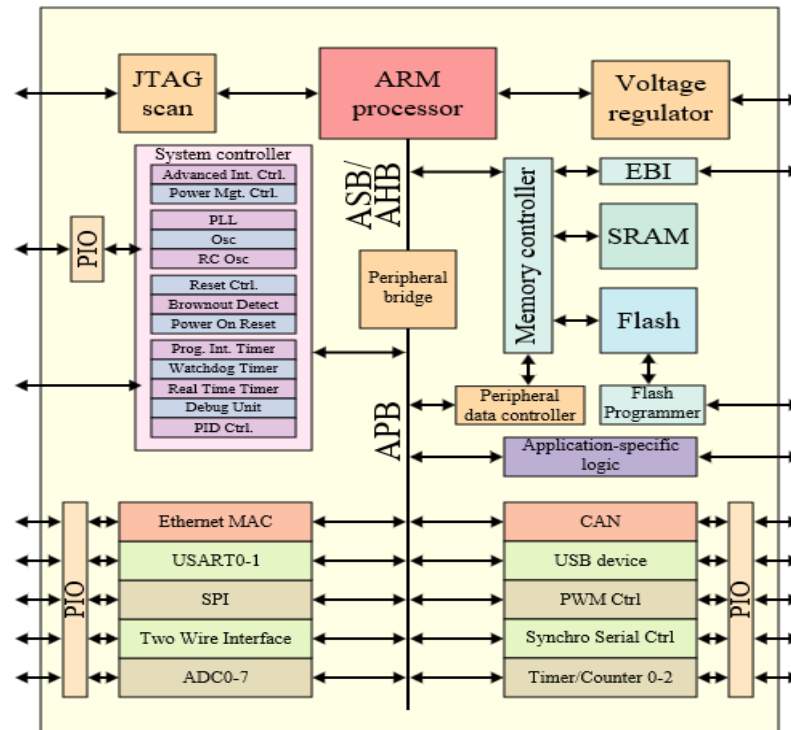 JTAG
scan
ARM
processor
Voltage
regulator
System controller
Advanced Int. Ctrl.
Power Mgt. Ctrl.
PLL
Osc
RC Osc
Reset Ctrl.
Brownout Detect
Power On Reset
Prog. Int. Timer
Watchdog Timer
Real Time Timer
Debug Unit
PID Ctrl.
PIO
ASB/
AHB
Peripheral
bridge
APB
Memory controller
EBI
SRAM
Flash
Peripheral
data controller
Flash
Programmer
Application-specific
logic
PIO
Ethernet MAC
USART0-1
SPI
Two Wire Interface
ADC0-7
CAN
USB device
PWM Ctrl
Synchro Serial Ctrl
Timer/Counter 0-2
PIO